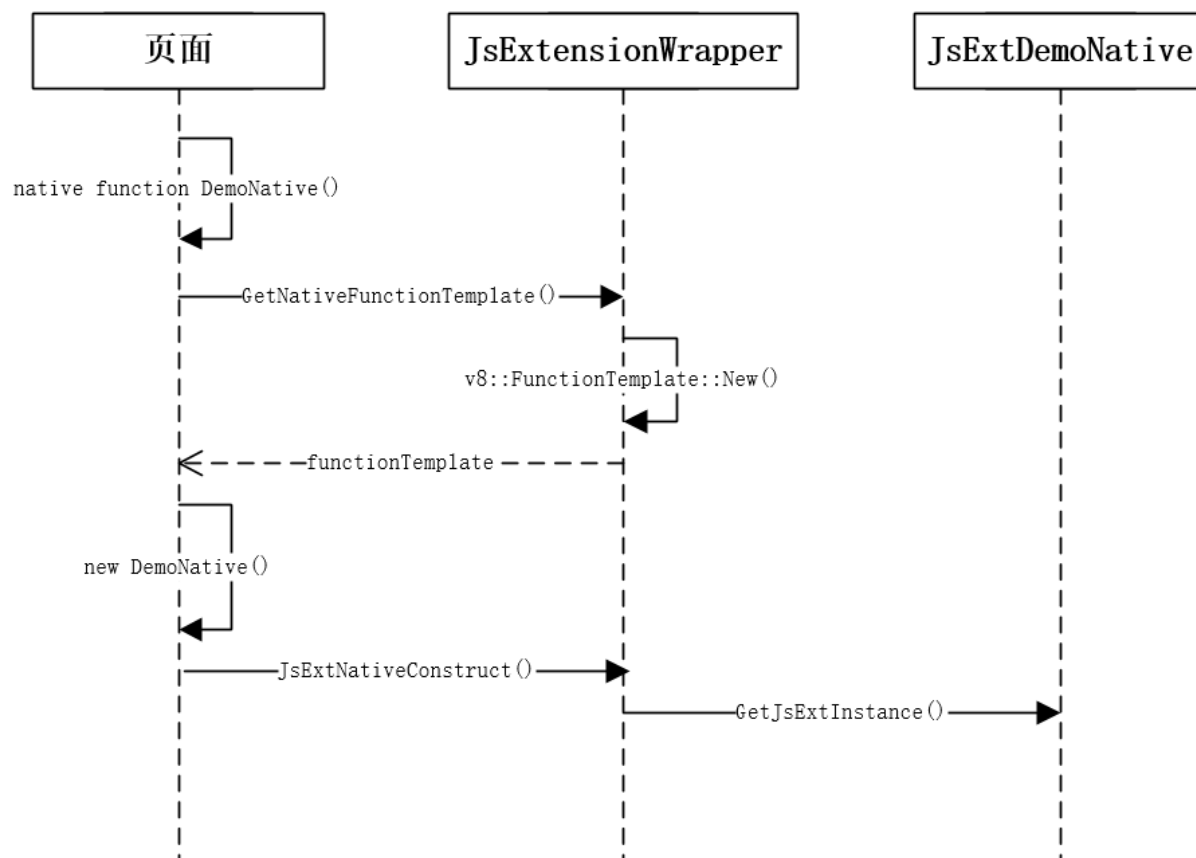 页面
JsExtensionWrapper
JsExtDemoNative
native function DemoNative()
GetNativeFunctionTemplate()
v8::FunctionTemplate::New()
functionTemplate
new DemoNative()
JsExtNativeConstruct()
GetJsExtInstance()